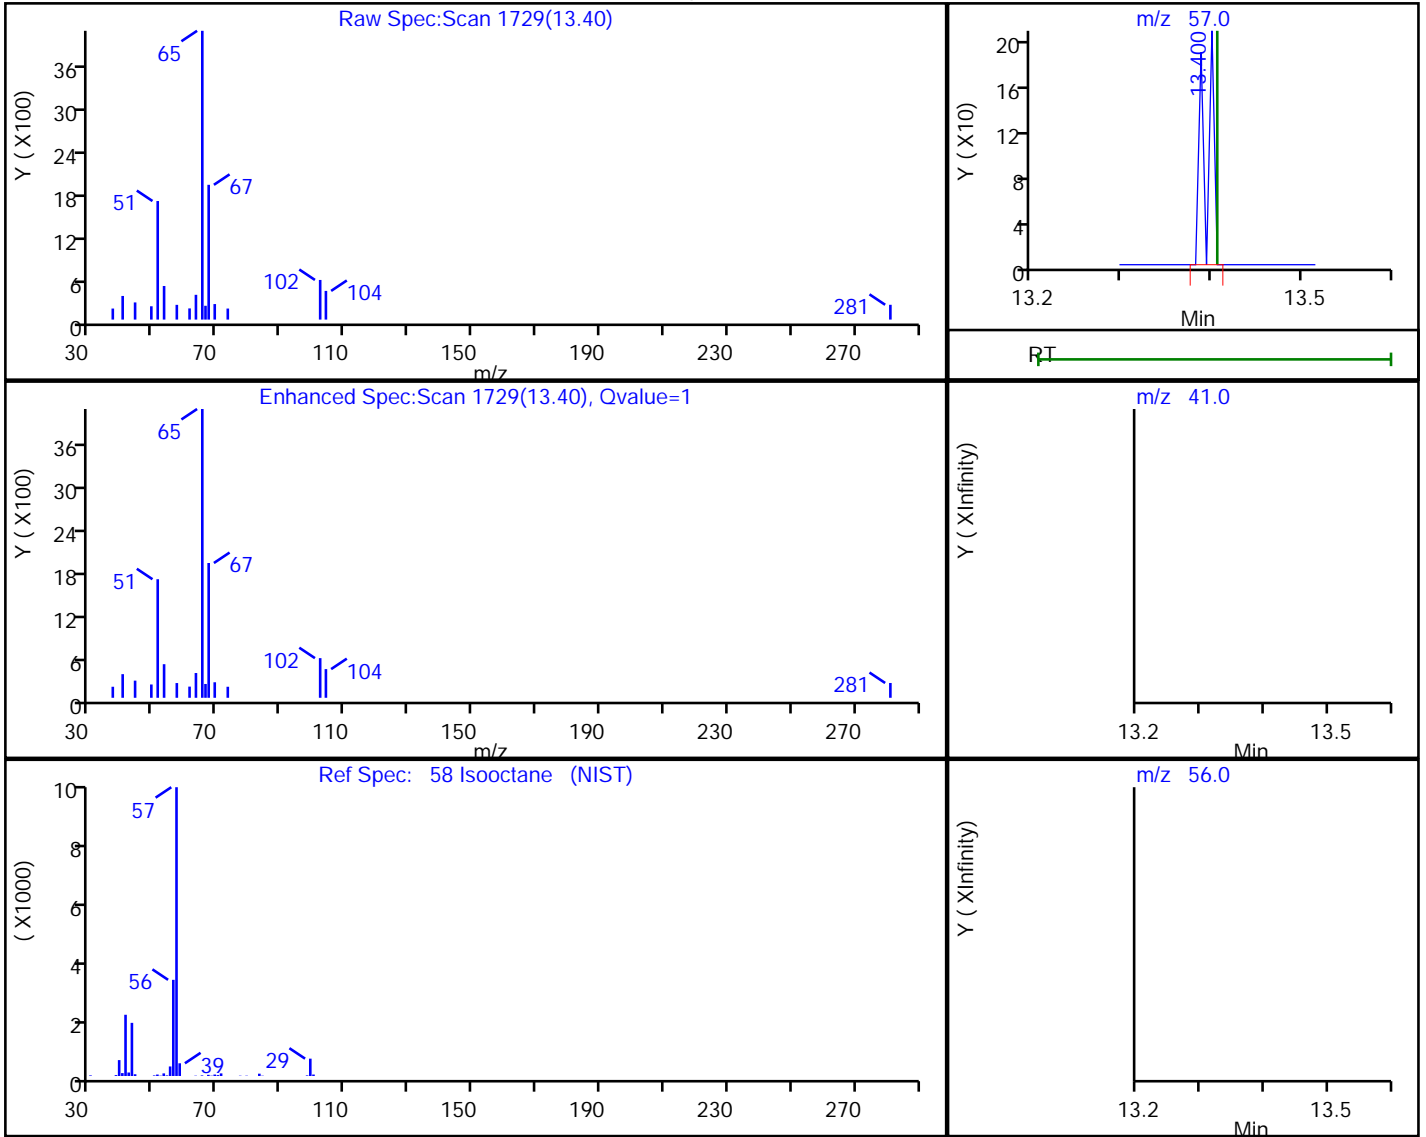 Raw Spec:Scan 1729(13.40)
Y ( X100)
36
30
24
18
12
6
0
65
67
51
102
104
281
30 70 110 150 190 230 270
m/z
m/z 57.0
Y ( X10)
20
16
12
8
4
0
13.400
13.2 13.5
Min
RT
Enhanced Spec:Scan 1729(13.40), Qvalue=1
Y ( X100)
36
30
24
18
12
6
0
65
67
51
102
104
281
30 70 110 150 190 230 270
m/z
m/z 41.0
Y ( XInfinity)
13.2 13.5
Min
Ref Spec: 58 Isooctane (NIST)
( X1000)
10
8
6
4
2
0
57
56
39
29
30 70 110 150 190 230 270
m/z 56.0
Y ( XInfinity)
13.2 13.5
Min